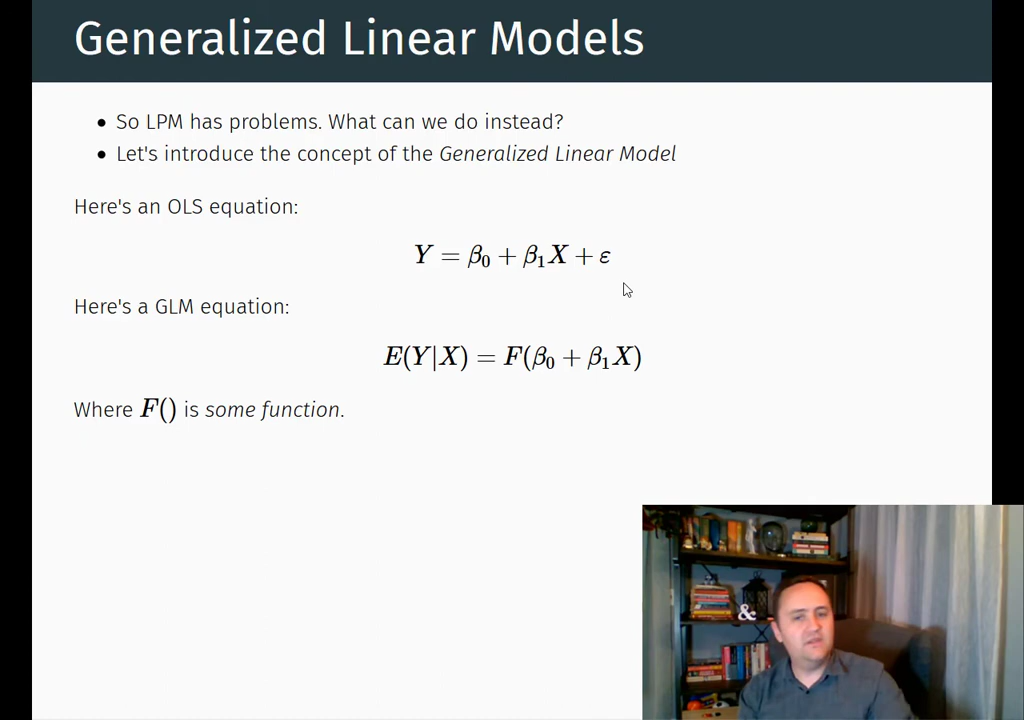 Generalized Linear Models
• So LPM has problems. What can we do instead?
• Let's introduce the concept of the Generalized Linear Model
Here's an OLS equation:
Y = β₀ + β₁X + ε
Here's a GLM equation:
E(Y|X) = F(β₀ + β₁X)
Where F() is some function.
&